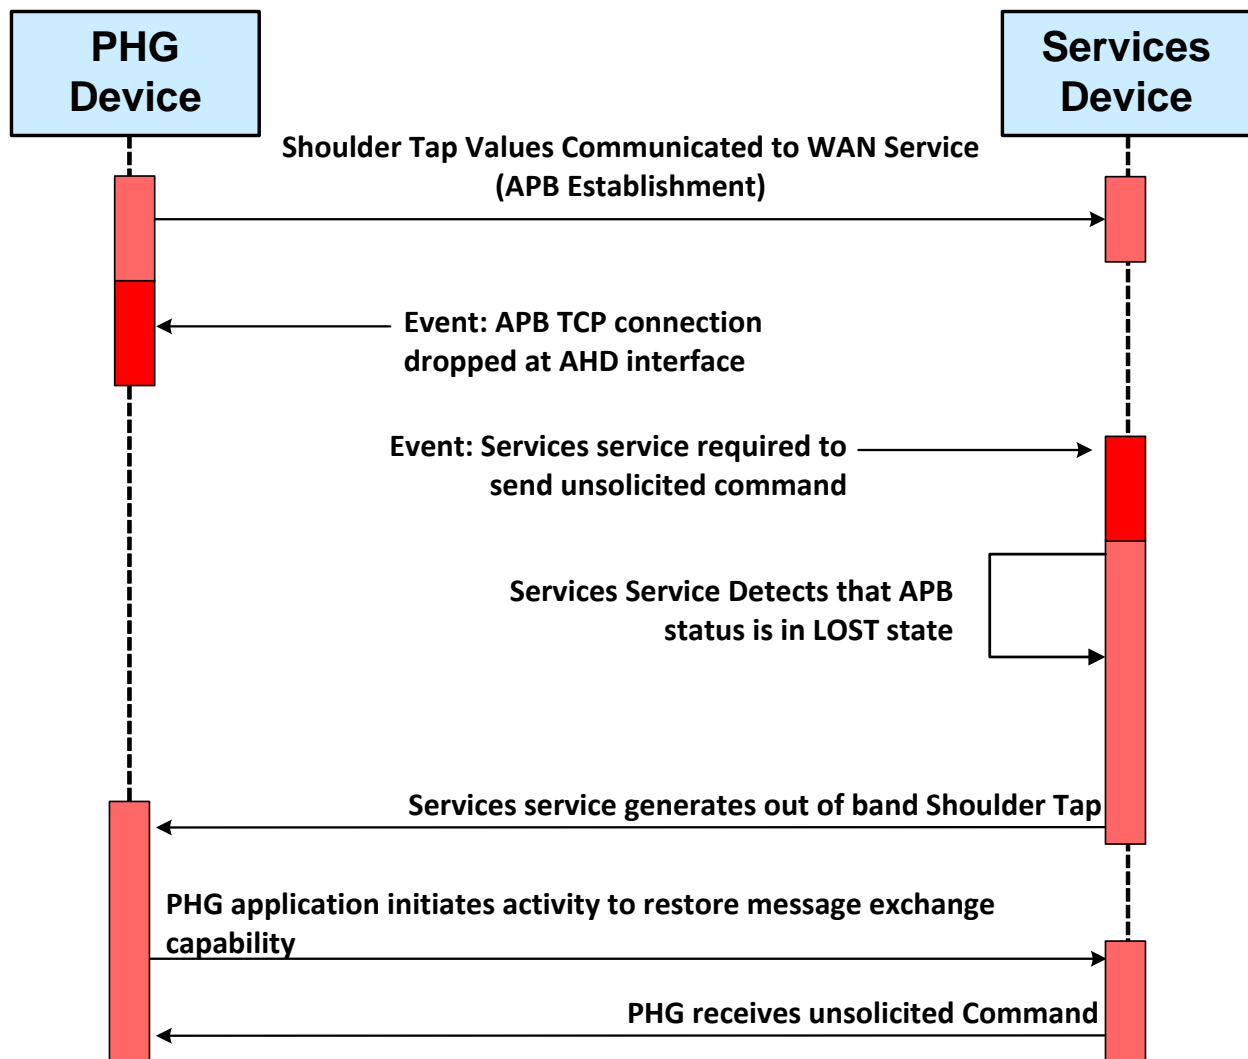 PHG
Device
Services
Device
Shoulder Tap Values Communicated to WAN Service
(APB Establishment)
Event: APB TCP connection
dropped at AHD interface
Event: Services service required to
send unsolicited command
Services Service Detects that APB
status is in LOST state
Services service generates out of band Shoulder Tap
PHG application initiates activity to restore message exchange
capability
PHG receives unsolicited Command